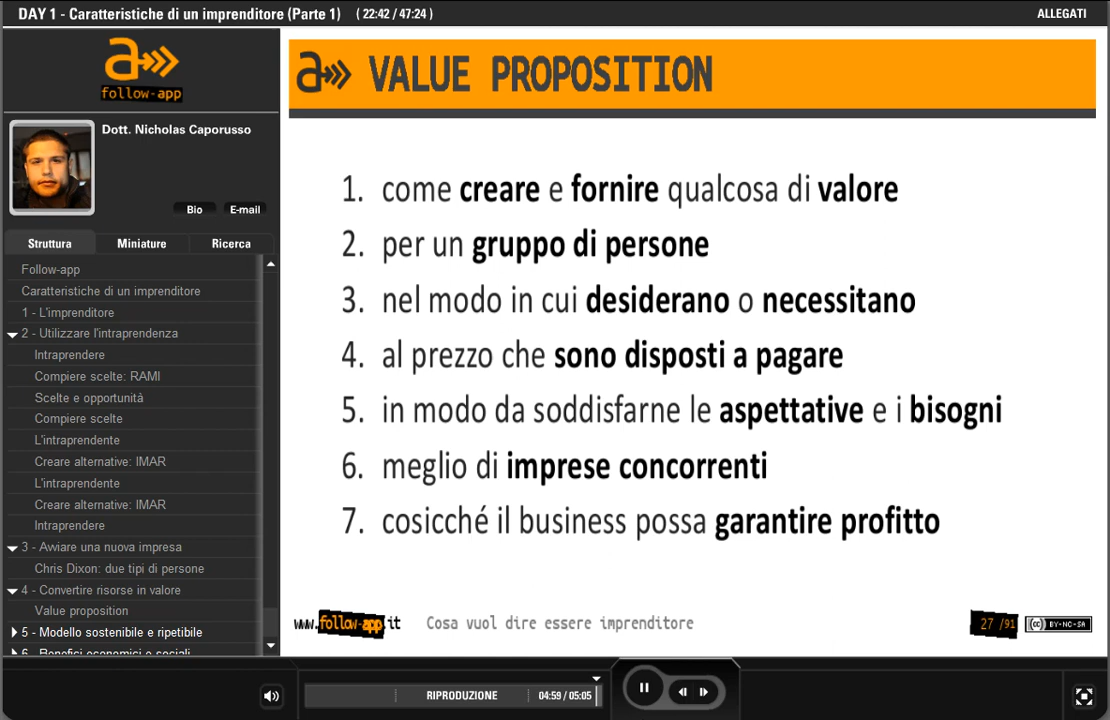 DAY 1 - Caratteristiche di un imprenditore (Parte 1) ( 22:42 / 47:24 )
ALLEGATI
a
follow-app
Dott. Nicholas Caporusso
Bio
E-mail
Struttura
Miniature
Ricerca
Follow-app
Caratteristiche di un imprenditore
1 - L'imprenditore
2 - Utilizzare l'intraprendenza
Intraprendere
Compiere scelte: RAMI
Scelte e opportunità
Compiere scelte
L'intraprendente
Creare alternative: IMAR
L'intraprendente
Creare alternative: IMAR
Intraprendere
3 - Avviare una nuova impresa
Chris Dixon: due tipi di persone
4 - Convertire risorse in valore
Value proposition
5 - Modello sostenibile e ripetibile
6 - Benefici economici e sociali
a VALUE PROPOSITION
1. come creare e fornire qualcosa di valore
2. per un gruppo di persone
3. nel modo in cui desiderano o necessitano
4. al prezzo che sono disposti a pagare
5. in modo da soddisfarne le aspettative e i bisogni
6. meglio di imprese concorrenti
7. cosicché il business possa garantire profitto
www.follow-app.it
Cosa vuol dire essere imprenditore
27 /91
(cc) BY-NC-SA
RIPRODUZIONE
04:59 / 05:05